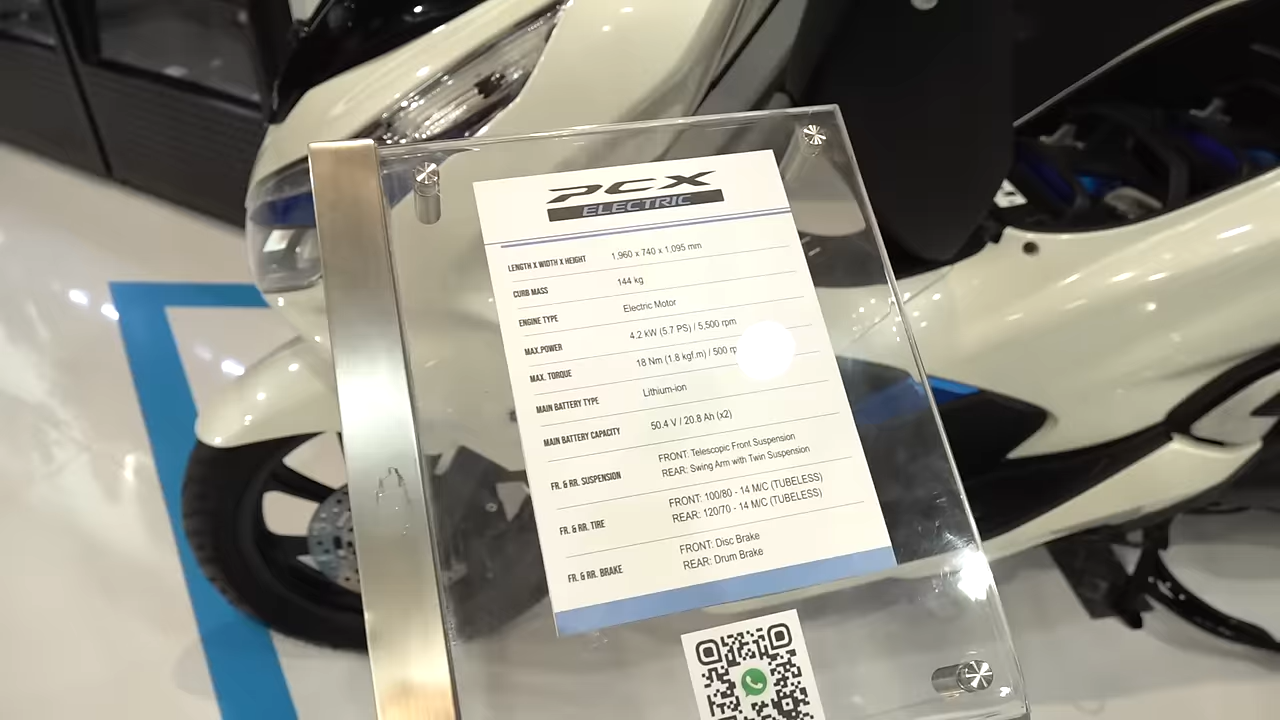 PCX
ELECTRIC
LENGTH X WIDTH X HEIGHT 1,960 x 740 x 1,095 mm
CURB MASS 144 kg
ENGINE TYPE Electric Motor
MAX.POWER 4.2 kW (5.7 PS) / 5,500 rpm
MAX. TORQUE 18 Nm (1.8 kgf.m) / 500 rp
MAIN BATTERY TYPE Lithium-ion
MAIN BATTERY CAPACITY 50.4 V / 20.8 Ah (x2)
FR. & RR. SUSPENSION FRONT: Telescopic Front Suspension
REAR: Swing Arm with Twin Suspension
FR. & RR. TIRE FRONT: 100/80 - 14 M/C (TUBELESS)
REAR: 120/70 - 14 M/C (TUBELESS)
FR. & RR. BRAKE FRONT: Disc Brake
REAR: Drum Brake